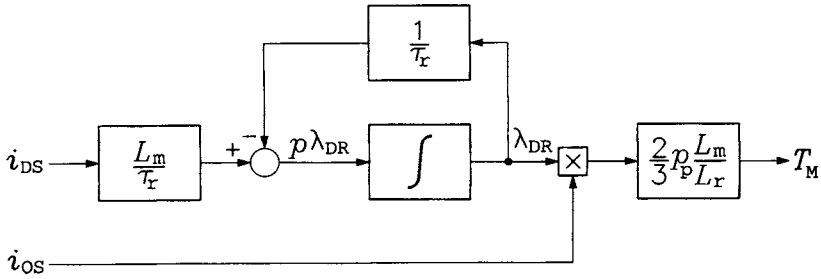 1/τr
− 
+ pλDR ∫ λDR ×
iDS Lm/τr 2/3 pp Lm/Lr TM
iQS